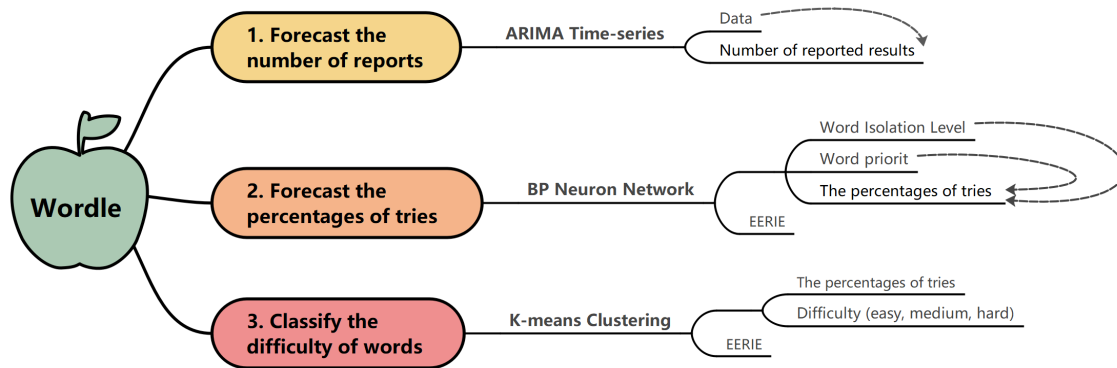 Wordle
1. Forecast the
number of reports
ARIMA Time-series
Data
Number of reported results
2. Forecast the
percentages of tries
BP Neuron Network
Word Isolation Level
Word priorit
The percentages of tries
EERIE
3. Classify the
difficulty of words
K-means Clustering
The percentages of tries
Difficulty (easy, medium, hard)
EERIE